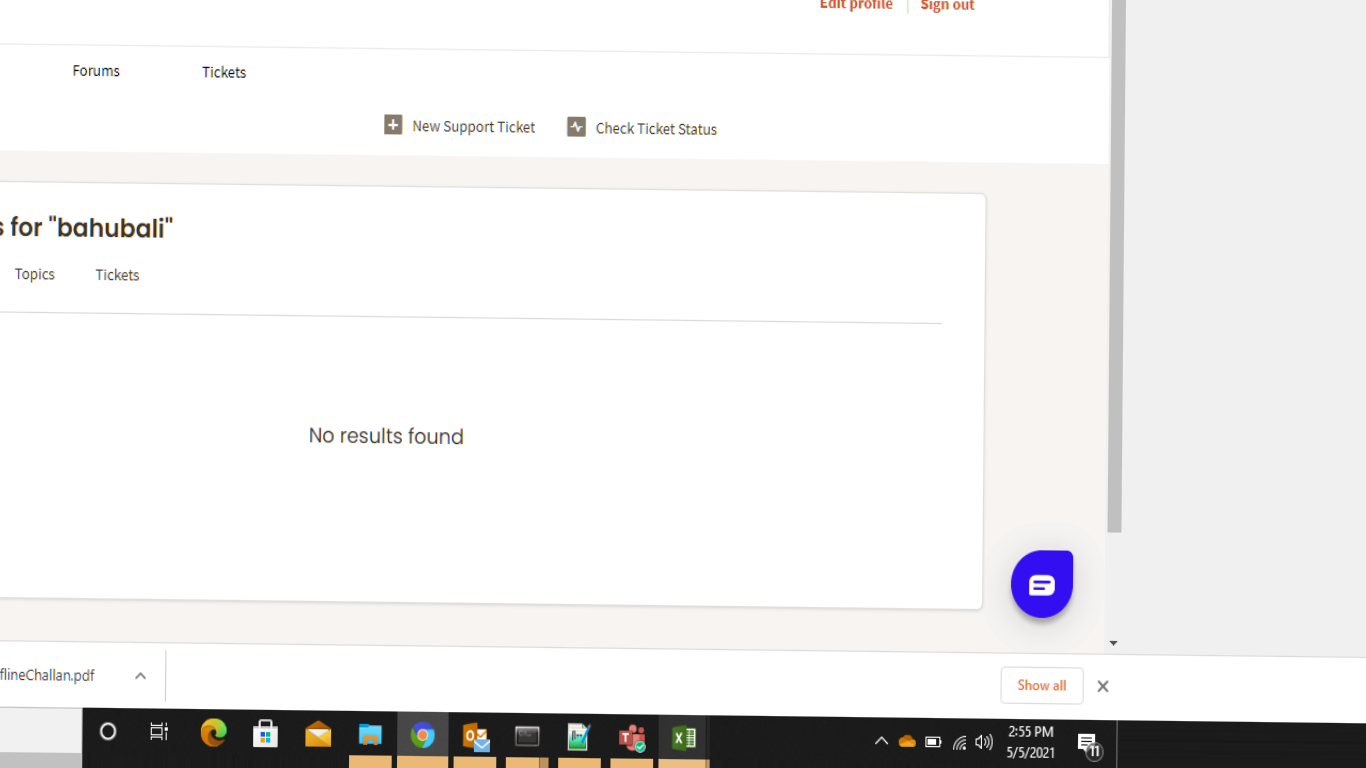 Edit profile Sign out
Forums Tickets
New Support Ticket Check Ticket Status
s for "bahubali"
Topics Tickets
No results found
flineChallan.pdf Show all
2:55 PM
5/5/2021
11